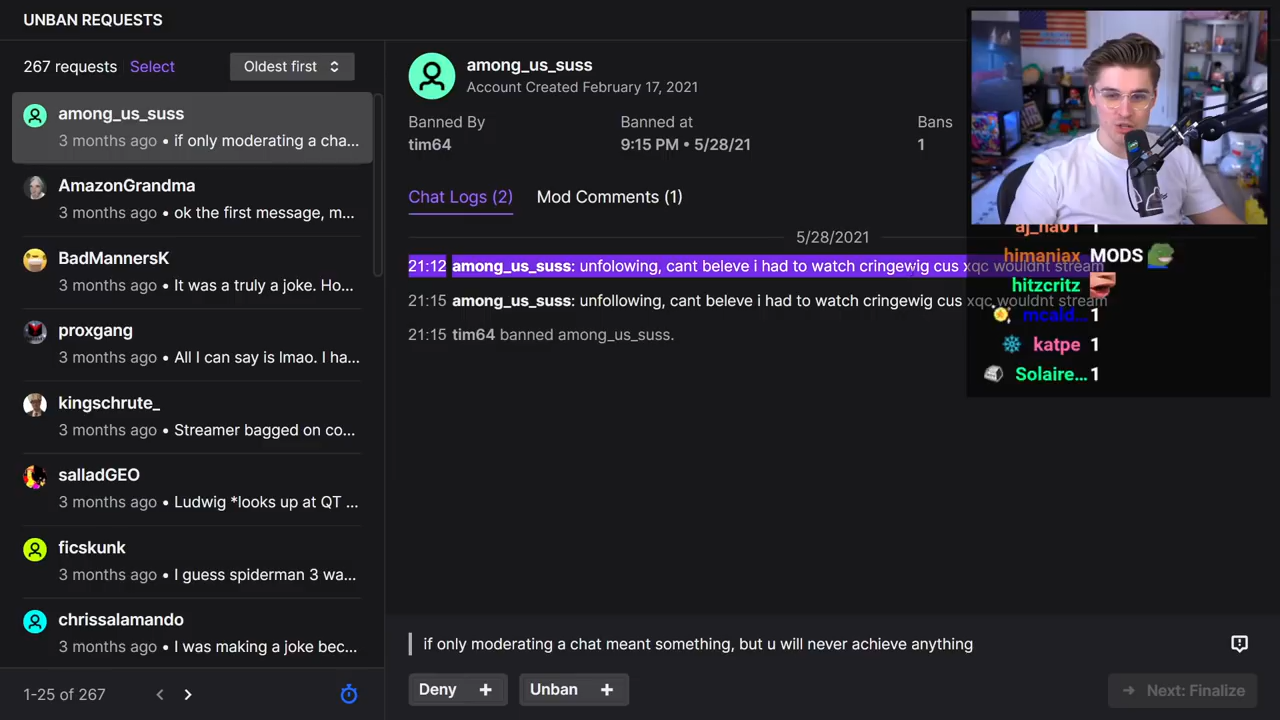 UNBAN REQUESTS
267 requests Select Oldest first
among_us_suss
3 months ago • if only moderating a cha...
AmazonGrandma
3 months ago • ok the first message, m...
BadMannersK
3 months ago • It was a truly a joke. Ho...
proxgang
3 months ago • All I can say is lmao. I ha...
kingschrute_
3 months ago • Streamer bagged on co...
salladGEO
3 months ago • Ludwig *looks up at QT ...
ficskunk
3 months ago • I guess spiderman 3 wa...
chrissalamando
3 months ago • I was making a joke bec...
1-25 of 267
among_us_suss
Account Created February 17, 2021
Banned By Banned at Bans
tim64 9:15 PM • 5/28/21 1
Chat Logs (2) Mod Comments (1)
5/28/2021
21:12 among_us_suss: unfolowing, cant beleve i had to watch cringewig cus xqc wouldnt stream
21:15 among_us_suss: unfollowing, cant beleve i had to watch cringewig cus xqc wouldnt stream
21:15 tim64 banned among_us_suss.
aj_ha01 1
himaniax MODS
hitzcritz
mcald... 1
katpe 1
Solaire... 1
if only moderating a chat meant something, but u will never achieve anything
Deny + Unban + Next: Finalize